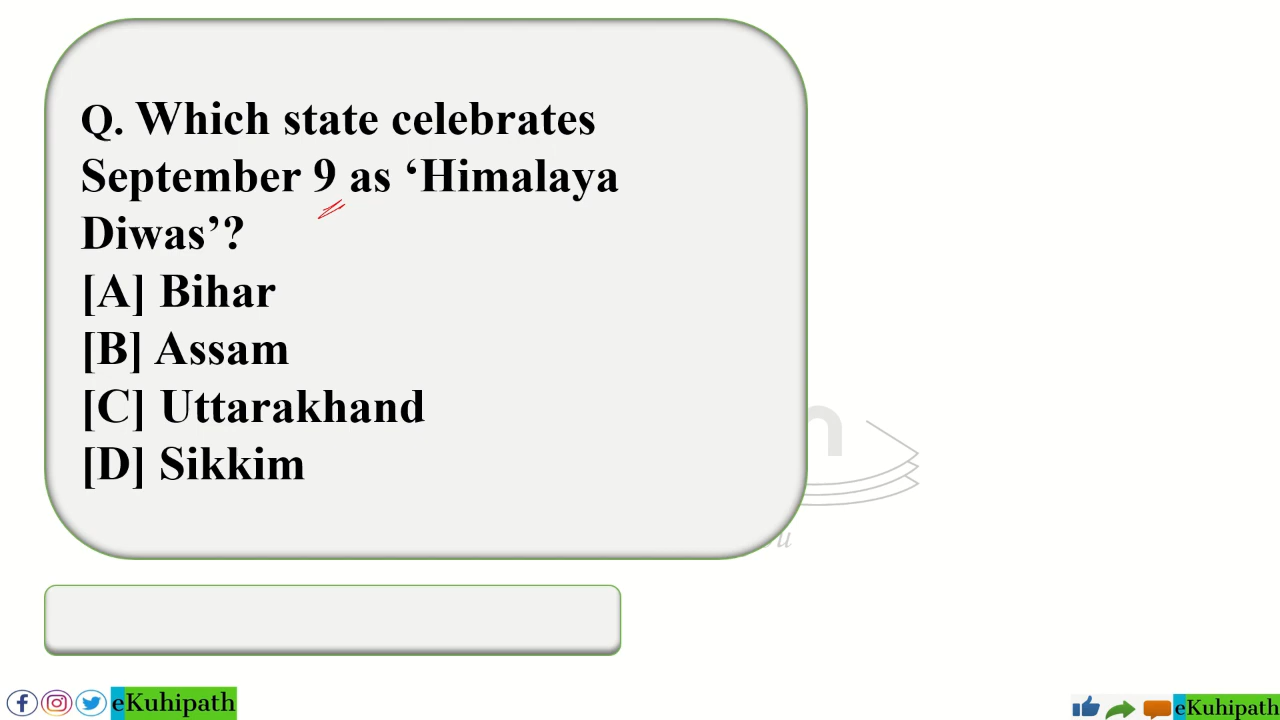 Q. Which state celebrates
September 9 as ‘Himalaya
Diwas’?
[A] Bihar
[B] Assam
[C] Uttarakhand
[D] Sikkim
eKuhipath
eKuhipath